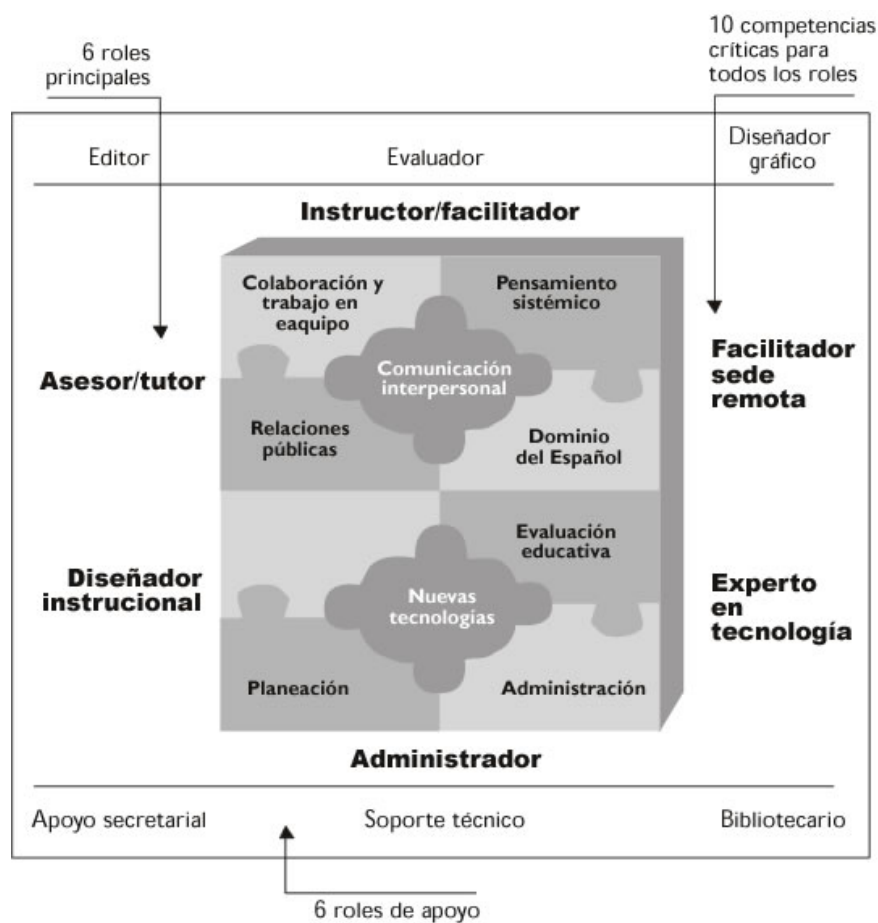 6 roles
principales
10 competencias
críticas para
todos los roles
Editor
Evaluador
Diseñador
gráfico
Instructor/facilitador
Colaboración y
trabajo en
eaquipo
Pensamiento
sistémico
Comunicación
interpersonal
Asesor/tutor
Facilitador
sede
remota
Relaciones
públicas
Dominio
del Español
Evaluación
educativa
Diseñador
instrucional
Nuevas
tecnologías
Experto
en
tecnología
Planeación
Administración
Administrador
Apoyo secretarial
Soporte técnico
Bibliotecario
6 roles de apoyo